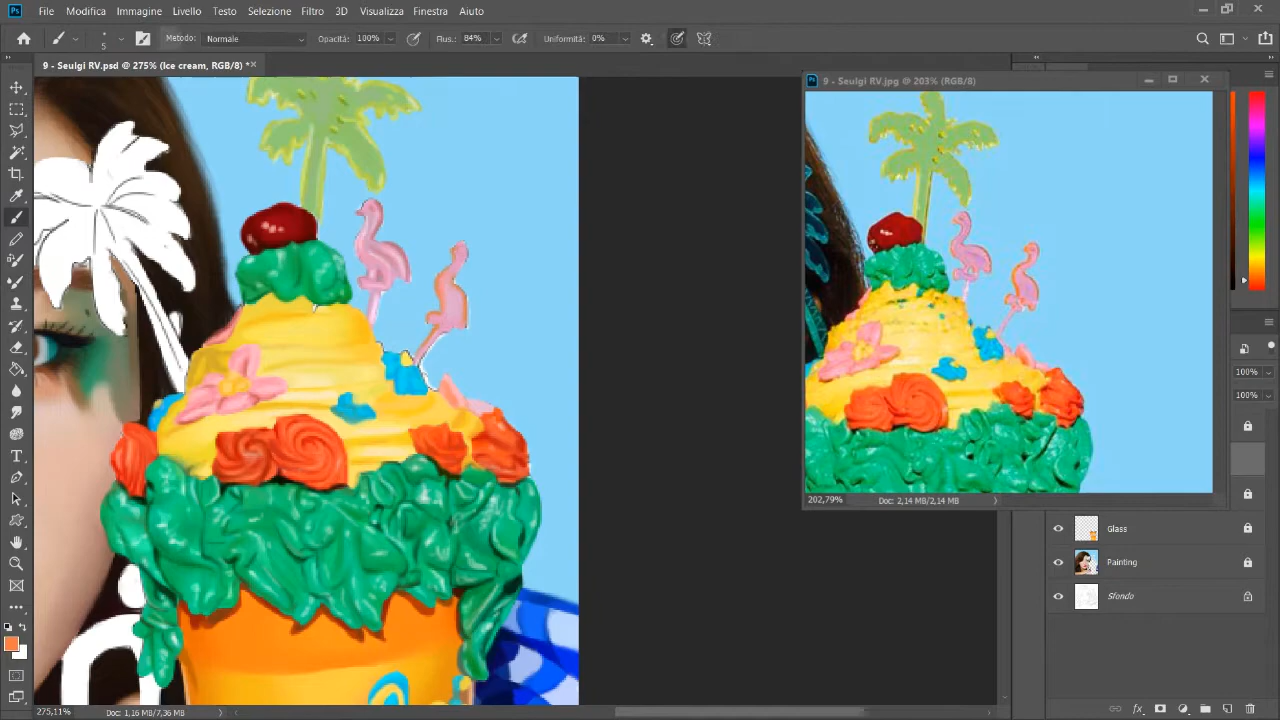 File Modifica Immagine Livello Testo Selezione Filtro 3D Visualizza Finestra Aiuto
5 Metodo: Normale Opacità: 100% Flus.: 84% Uniformità: 0%
9 - Seulgi RV.psd @ 275% (Ice cream, RGB/8) *
9 - Seulgi RV.jpg @ 203% (RGB/8)
100%
100%
202,79% Doc: 2,14 MB/2,14 MB
Glass
Painting
Sfondo
275,11% Doc: 1,16 MB/7,36 MB